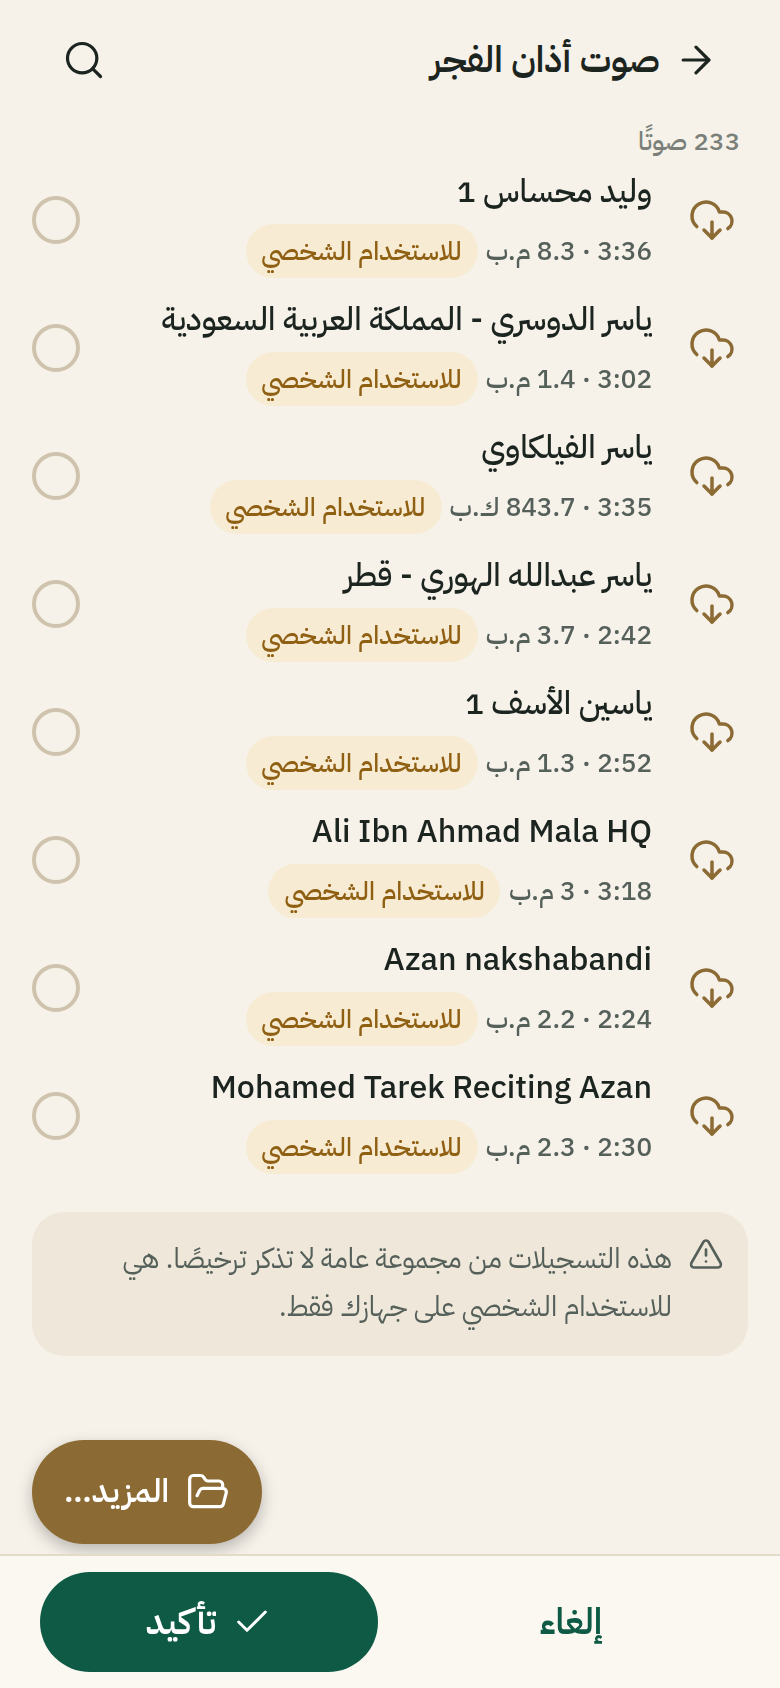 صوت أذان الفجر
233 صوتًا
وليد محساس 1
3:36 · 8.3 م.ب للاستخدام الشخصي
ياسر الدوسري - المملكة العربية السعودية
3:02 · 1.4 م.ب للاستخدام الشخصي
ياسر الفيلكاوي
3:35 · 843.7 ك.ب للاستخدام الشخصي
ياسر عبدالله الهوري - قطر
2:42 · 3.7 م.ب للاستخدام الشخصي
ياسين الأسف 1
2:52 · 1.3 م.ب للاستخدام الشخصي
Ali Ibn Ahmad Mala HQ
3:18 · 3 م.ب للاستخدام الشخصي
Azan nakshabandi
2:24 · 2.2 م.ب للاستخدام الشخصي
Mohamed Tarek Reciting Azan
2:30 · 2.3 م.ب للاستخدام الشخصي
هذه التسجيلات من مجموعة عامة لا تذكر ترخيصًا. هي
للاستخدام الشخصي على جهازك فقط.
المزيد...
إلغاء
تأكيد